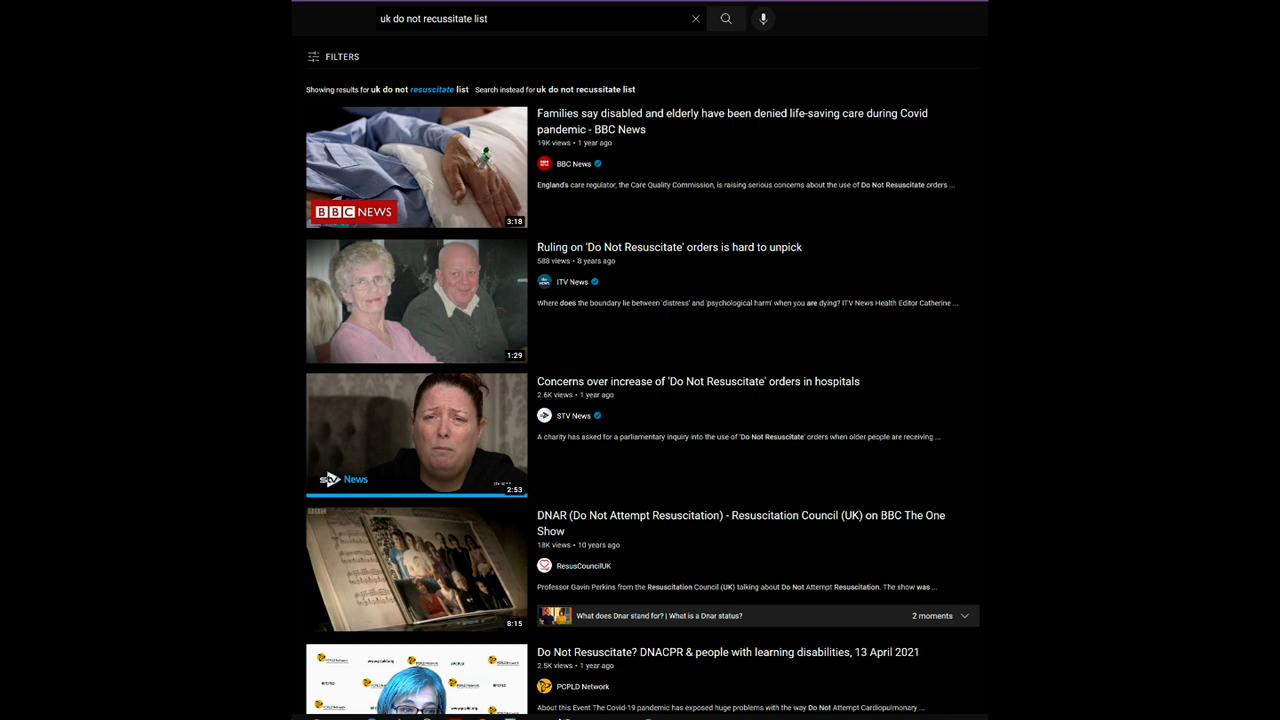 uk do not recussitate list
FILTERS
Showing results for uk do not resuscitate list Search instead for uk do not recussitate list
Families say disabled and elderly have been denied life-saving care during Covid
pandemic - BBC News
19K views • 1 year ago
BBC News
England's care regulator, the Care Quality Commission, is raising serious concerns about the use of Do Not Resuscitate orders ...
BBC NEWS
3:18
Ruling on 'Do Not Resuscitate' orders is hard to unpick
588 views • 8 years ago
ITV News
Where does the boundary lie between 'distress' and 'psychological harm' when you are dying? ITV News Health Editor Catherine ...
1:29
Concerns over increase of 'Do Not Resuscitate' orders in hospitals
2.6K views • 1 year ago
STV News
A charity has asked for a parliamentary inquiry into the use of 'Do Not Resuscitate' orders when older people are receiving ...
stv News
2:53
DNAR (Do Not Attempt Resuscitation) - Resuscitation Council (UK) on BBC The One
Show
18K views • 10 years ago
ResusCouncilUK
Professor Gavin Perkins from the Resuscitation Council (UK) talking about Do Not Attempt Resuscitation. The show was ...
8:15
What does Dnar stand for? | What is a Dnar status?
2 moments
Do Not Resuscitate? DNACPR & people with learning disabilities, 13 April 2021
2.5K views • 1 year ago
PCPLD Network
About this Event The Covid-19 pandemic has exposed huge problems with the way Do Not Attempt Cardiopulmonary ...